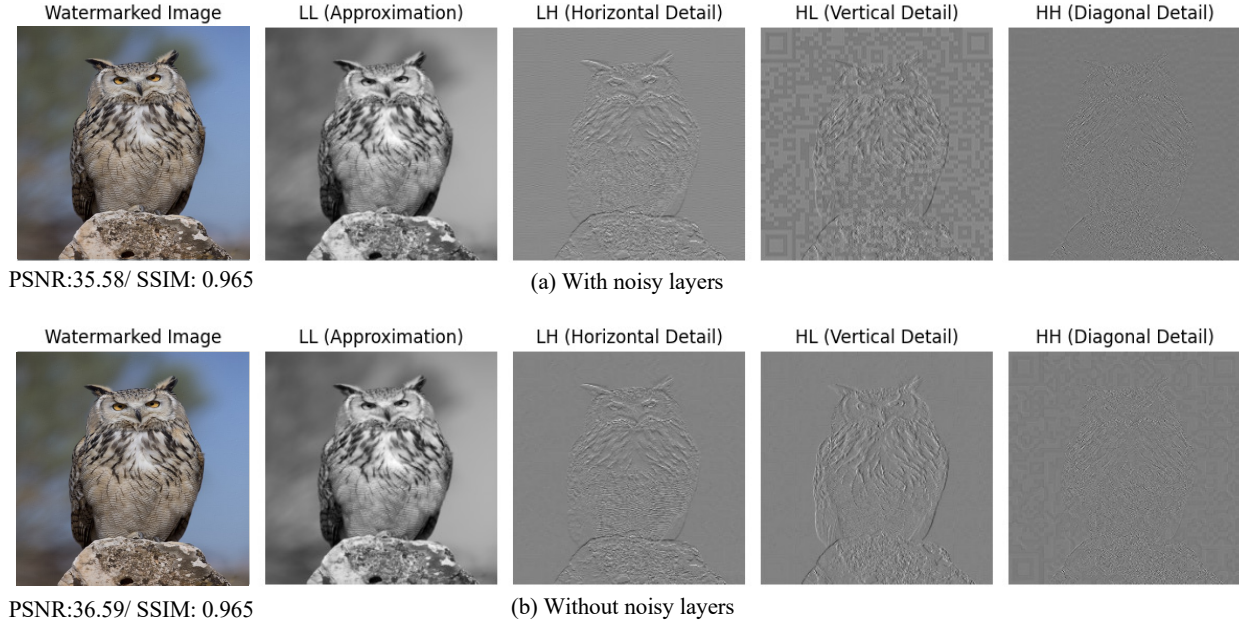 Watermarked Image LL (Approximation) LH (Horizontal Detail) HL (Vertical Detail) HH (Diagonal Detail)
PSNR:35.58/ SSIM: 0.965 (a) With noisy layers
Watermarked Image LL (Approximation) LH (Horizontal Detail) HL (Vertical Detail) HH (Diagonal Detail)
PSNR:36.59/ SSIM: 0.965 (b) Without noisy layers